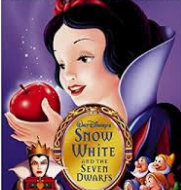 Walt Disney's
Snow
White
and the
Seven
Dwarfs